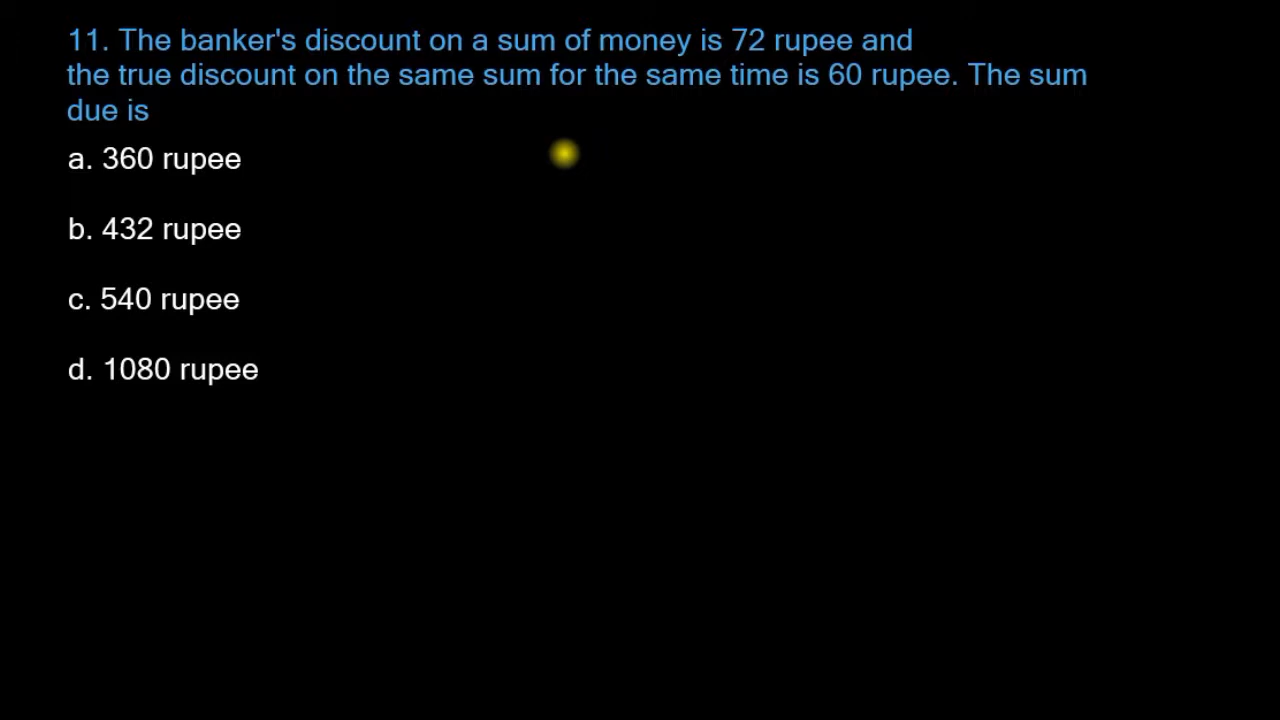 11. The banker's discount on a sum of money is 72 rupee and
the true discount on the same sum for the same time is 60 rupee. The sum
due is
a. 360 rupee
b. 432 rupee
c. 540 rupee
d. 1080 rupee